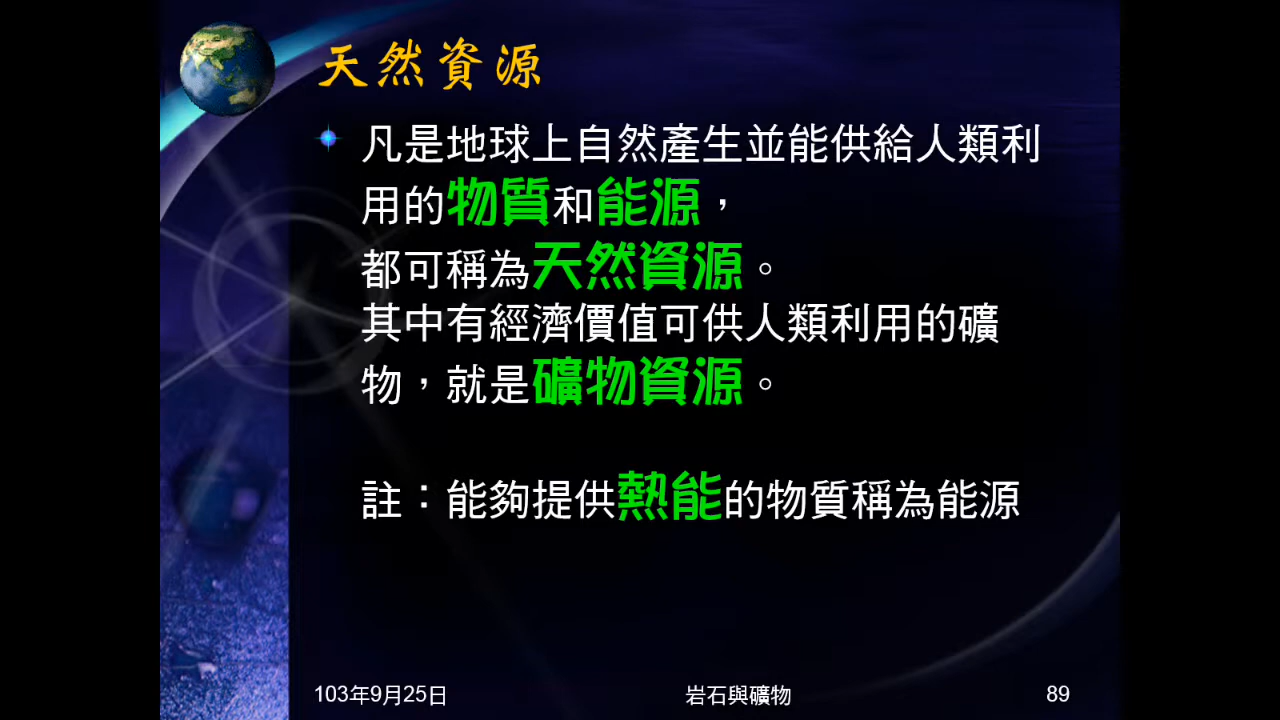 天然資源
凡是地球上自然產生並能供給人類利
用的物質和能源，
都可稱為天然資源。
其中有經濟價值可供人類利用的礦
物，就是礦物資源。
註：能夠提供熱能的物質稱為能源
103年9月25日
岩石與礦物
89